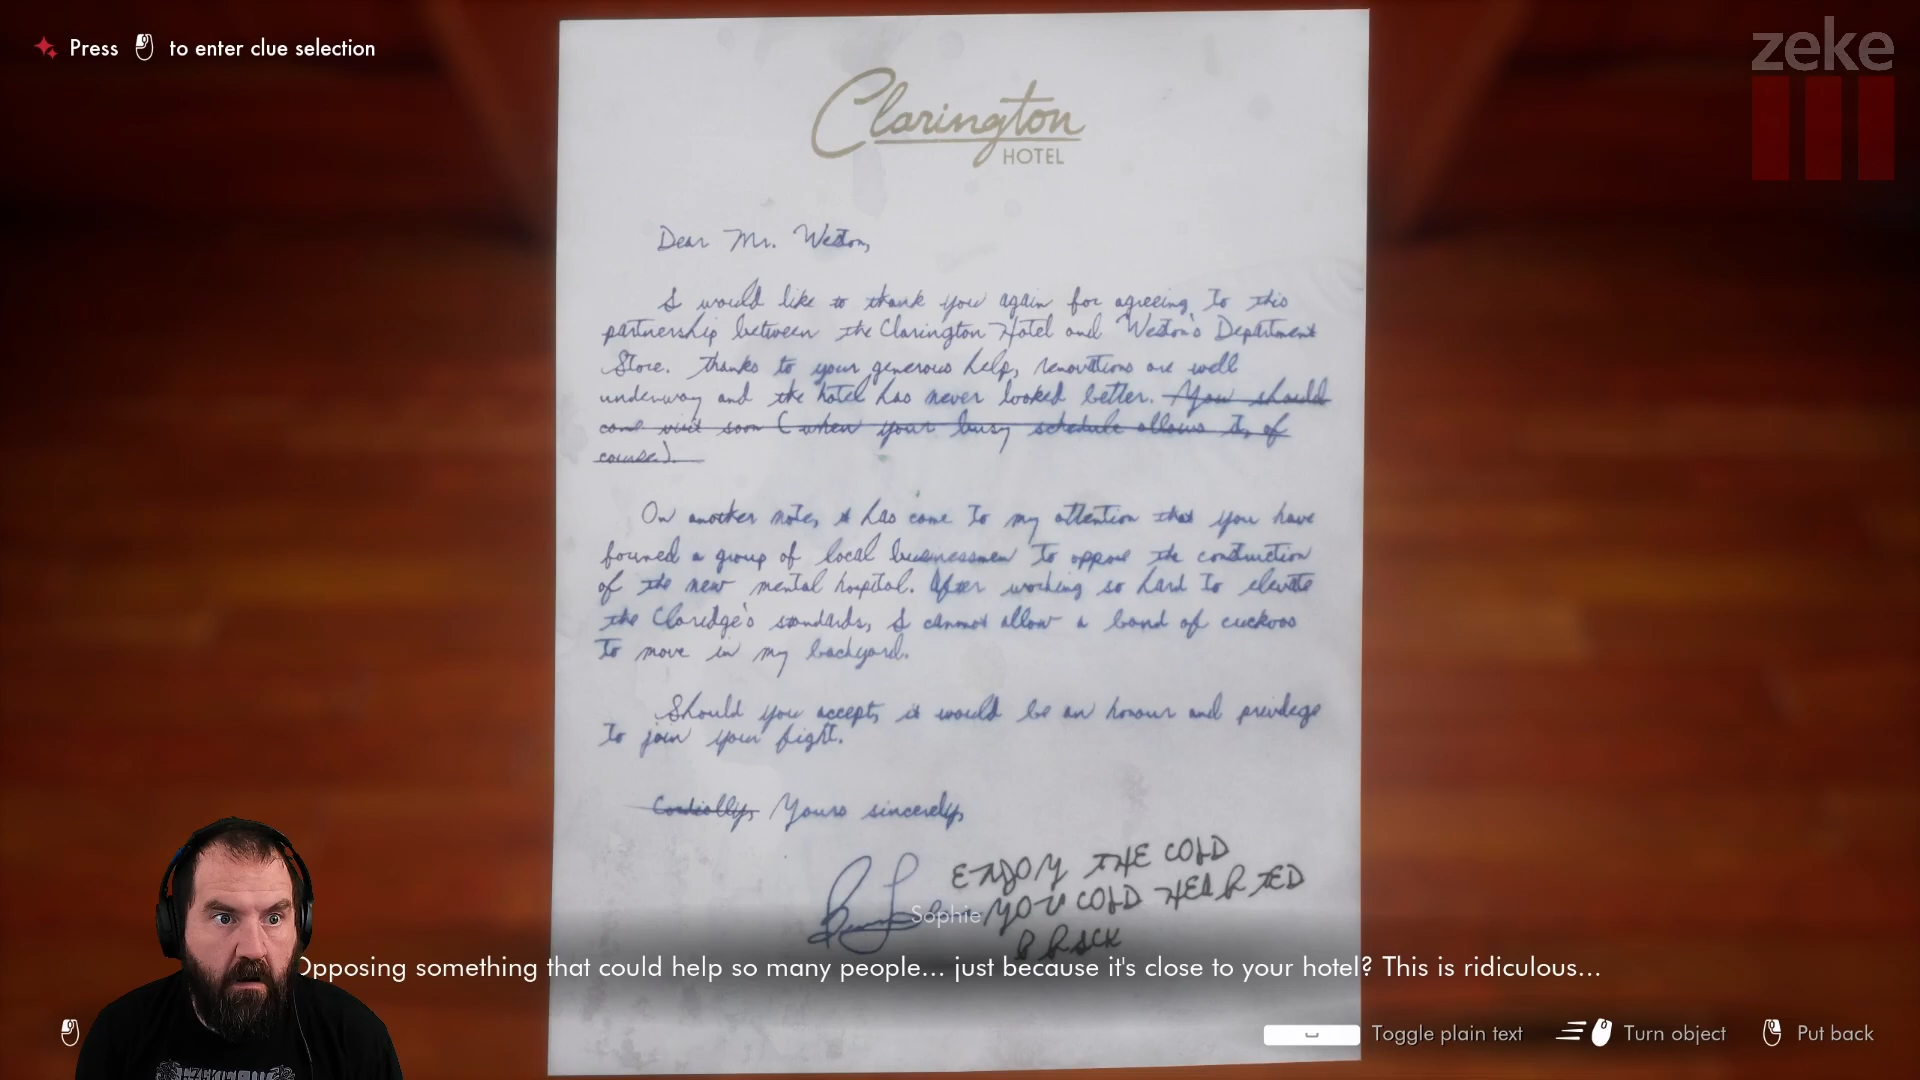 Press to enter clue selection
zeke
III
Clarington
HOTEL
Dear Mr. Weston,
I would like to thank you again for agreeing to this
partnership between the Clarington Hotel and Weston's Department
Store. Thanks to your generous help, renovations are well
underway and the hotel has never looked better. You should
come visit soon (when your busy schedule allows it, of
course).
On another note, it has come to my attention that you have
formed a group of local businessmen to oppose the construction
of the new mental hospital. After working so hard to elevate
the Claridge's standards, I cannot allow a band of cuckoos
to move in my backyard.
Should you accept, it would be an honour and privilege
to join your fight.
Cordially, Yours sincerely,
ENJOY THE COLD
YOU COLD HEARTED
Sophie
Opposing something that could help so many people... just because it's close to your hotel? This is ridiculous...
Toggle plain text
Turn object
Put back